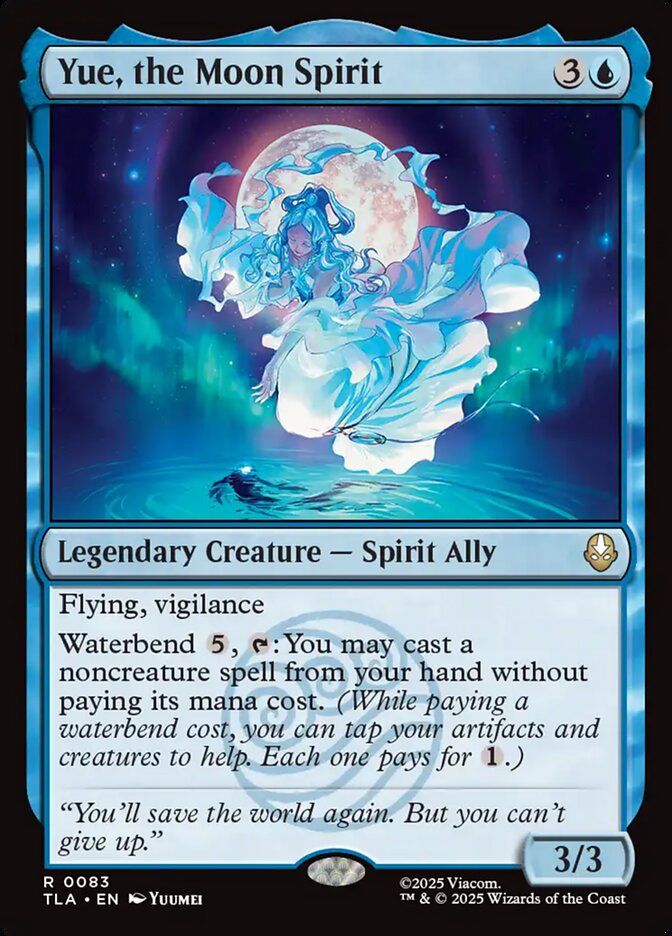 Yue, the Moon Spirit 3
Legendary Creature — Spirit Ally
Flying, vigilance
Waterbend 5, : You may cast a
noncreature spell from your hand without
paying its mana cost. (While paying a
waterbend cost, you can tap your artifacts and
creatures to help. Each one pays for 1.)
“You’ll save the world again. But you can’t
give up.”
3/3
R 0083
TLA • EN Yuumei
©2025 Viacom.
™ & © 2025 Wizards of the Coast